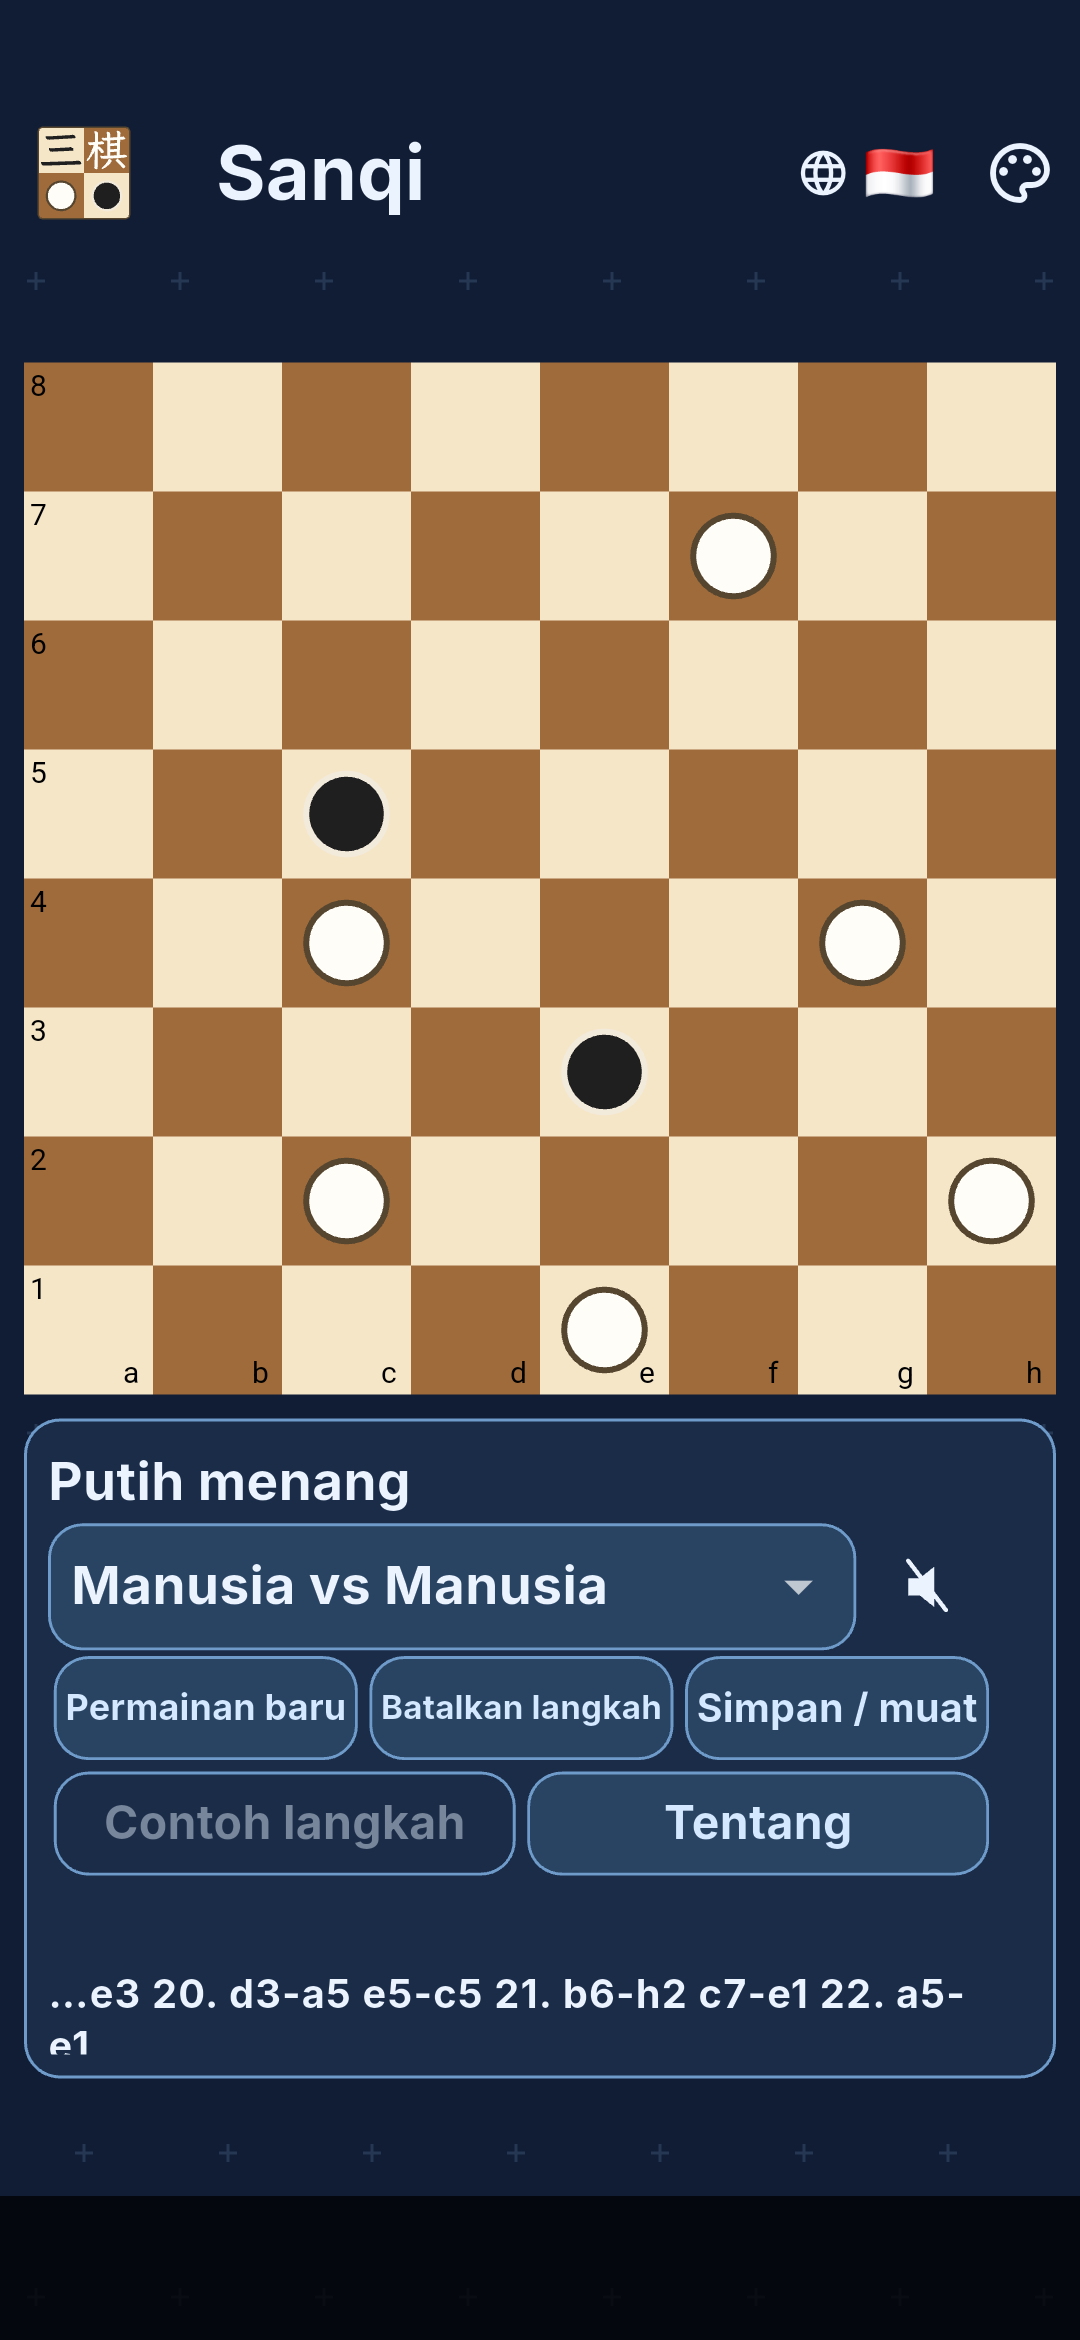 三棋
Sanqi
8
7
6
5
4
3
2
1
a b c d e f g h
Putih menang
Manusia vs Manusia
Permainan baru Batalkan langkah Simpan / muat
Contoh langkah Tentang
...e3 20. d3-a5 e5-c5 21. b6-h2 c7-e1 22. a5-
e1